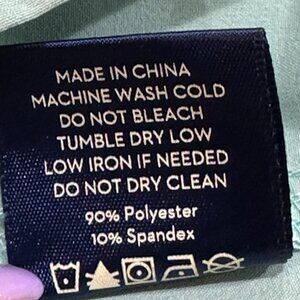 MADE IN CHINA
MACHINE WASH COLD
DO NOT BLEACH
TUMBLE DRY LOW
LOW IRON IF NEEDED
DO NOT DRY CLEAN
90% Polyester
10% Spandex